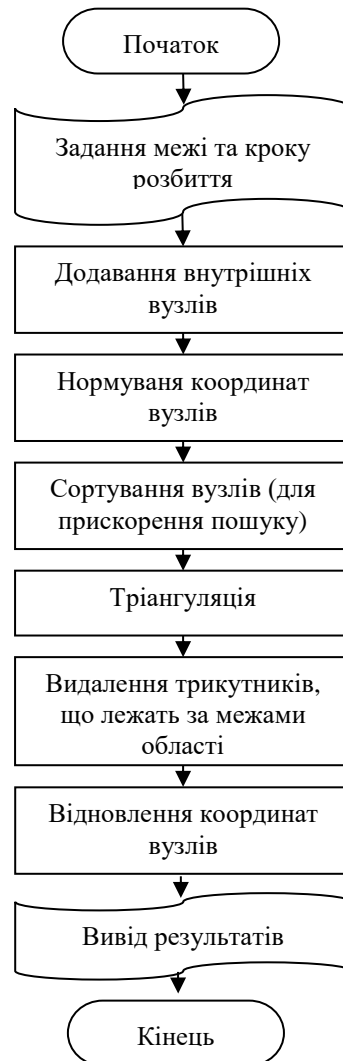 Початок
Задання межі та кроку
розбиття
Додавання внутрішніх
вузлів
Нормуваня координат
вузлів
Сортування вузлів (для
прискорення пошуку)
Тріангуляція
Видалення трикутників,
що лежать за межами
області
Відновлення координат
вузлів
Вивід результатів
Кінець